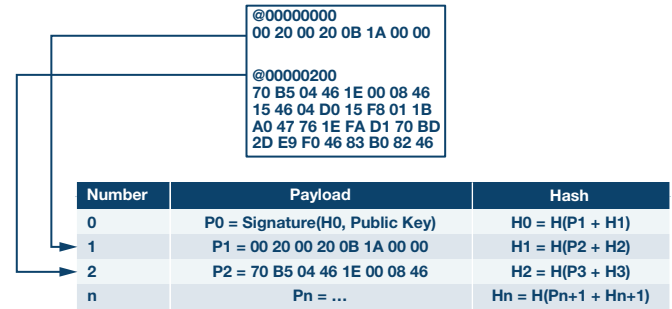 @00000000
00 20 00 20 0B 1A 00 00
@00000200
70 B5 04 46 1E 00 08 46
15 46 04 D0 15 F8 01 1B
A0 47 76 1E FA D1 70 BD
2D E9 F0 46 83 B0 82 46
Number Payload Hash
0 P0 = Signature(H0, Public Key) H0 = H(P1 + H1)
1 P1 = 00 20 00 20 0B 1A 00 00 H1 = H(P2 + H2)
2 P2 = 70 B5 04 46 1E 00 08 46 H2 = H(P3 + H3)
n Pn = … Hn = H(Pn+1 + Hn+1)